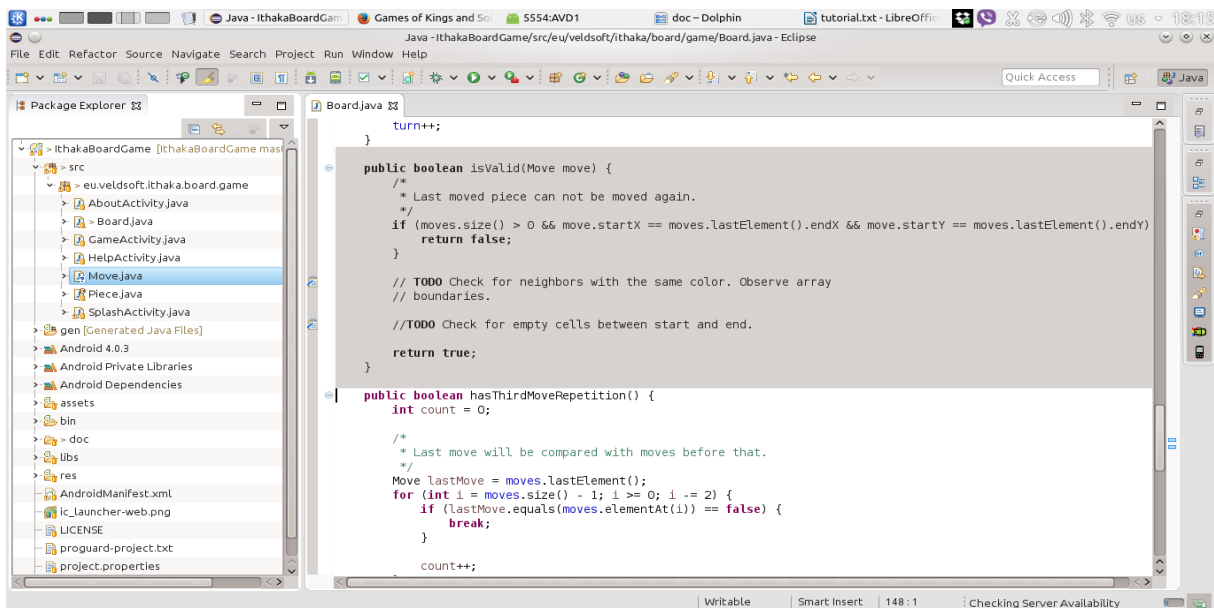 Java - IthakaBoardGam
Games of Kings and Sol
5554:AVD1
doc – Dolphin
tutorial.txt - LibreOffic
us
18:15
Java - IthakaBoardGame/src/eu/veldsoft/ithaka/board/game/Board.java - Eclipse
File Edit Refactor Source Navigate Search Project Run Window Help
Quick Access
Java
Package Explorer
Board.java
> IthakaBoardGame [IthakaBoardGame mast
> src
> eu.veldsoft.ithaka.board.game
AboutActivity.java
> Board.java
GameActivity.java
HelpActivity.java
Move.java
Piece.java
SplashActivity.java
gen [Generated Java Files]
Android 4.0.3
Android Private Libraries
Android Dependencies
assets
bin
> doc
libs
res
AndroidManifest.xml
ic_launcher-web.png
LICENSE
proguard-project.txt
project.properties
turn++;
}
public boolean isValid(Move move) {
/*
* Last moved piece can not be moved again.
*/
if (moves.size() > 0 && move.startX == moves.lastElement().endX && move.startY == moves.lastElement().endY)
return false;
}
// TODO Check for neighbors with the same color. Observe array
// boundaries.
//TODO Check for empty cells between start and end.
return true;
}
public boolean hasThirdMoveRepetition() {
int count = 0;
/*
* Last move will be compared with moves before that.
*/
Move lastMove = moves.lastElement();
for (int i = moves.size() - 1; i >= 0; i -= 2) {
if (lastMove.equals(moves.elementAt(i)) == false) {
break;
}
count++;
Writable
Smart Insert
148 : 1
Checking Server Availability